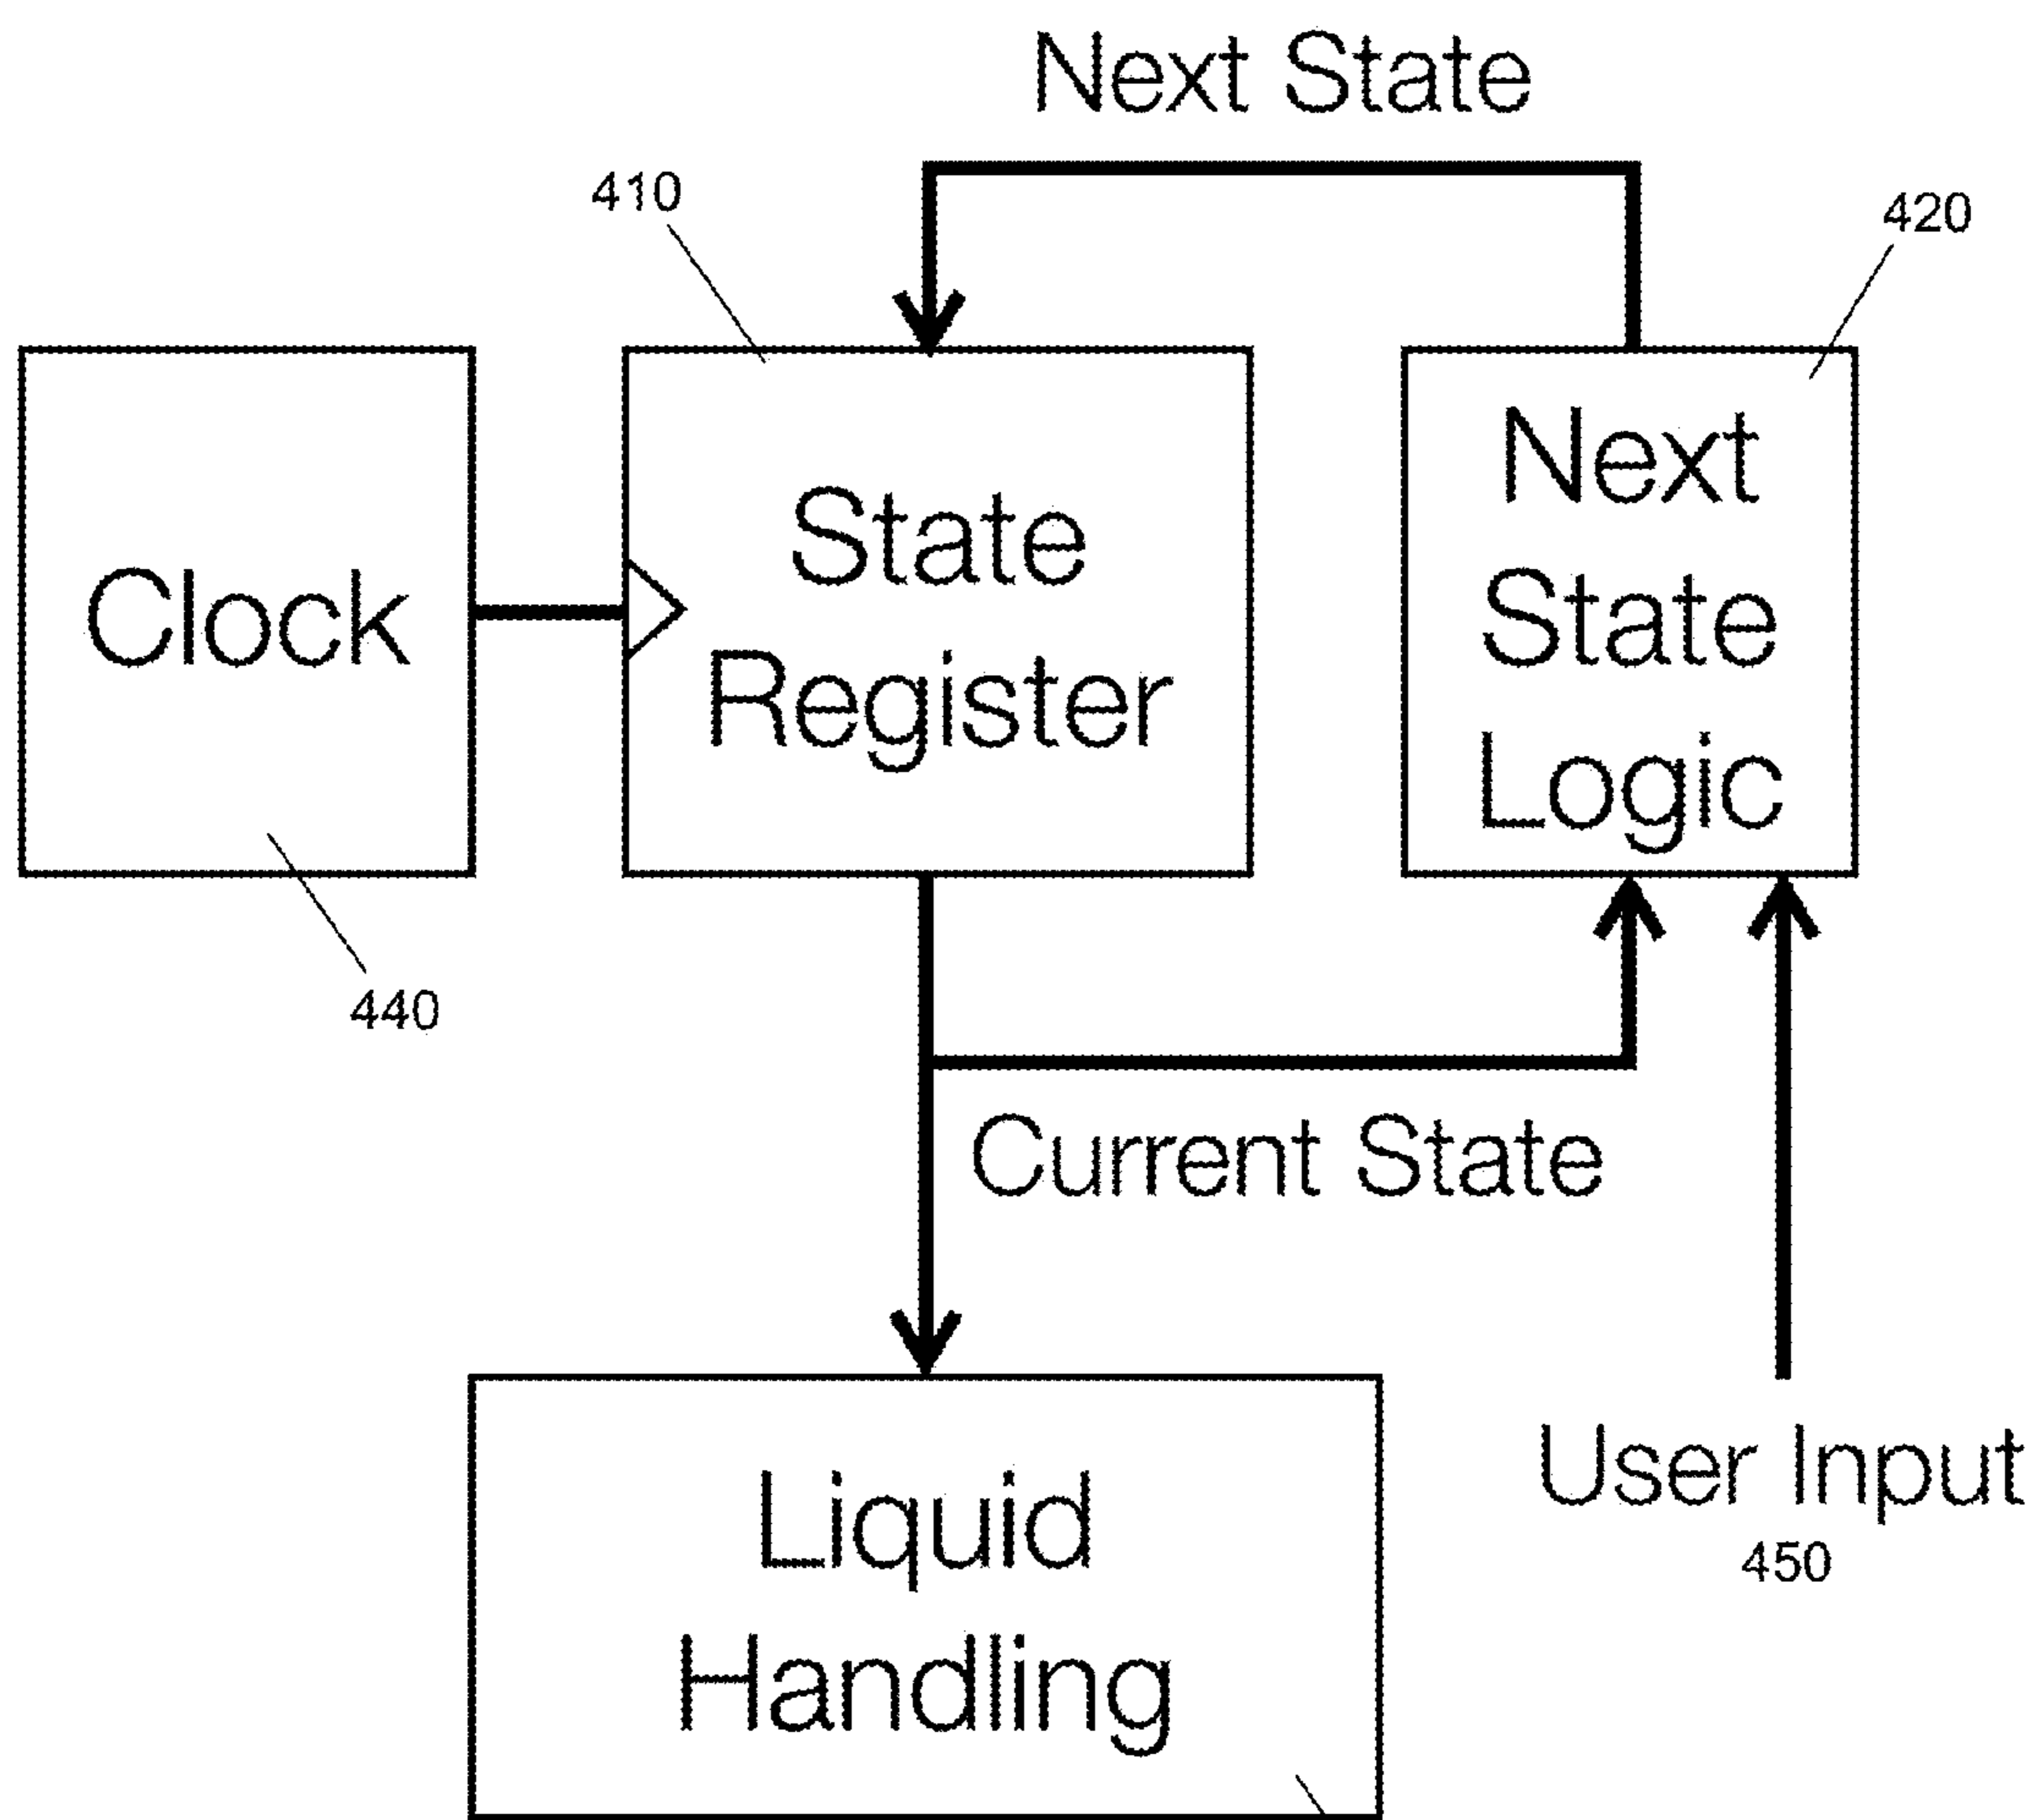 Next State
410
420
Clock
State
Register
Next
State
Logic
440
Current State
Liquid
Handling
User Input
450